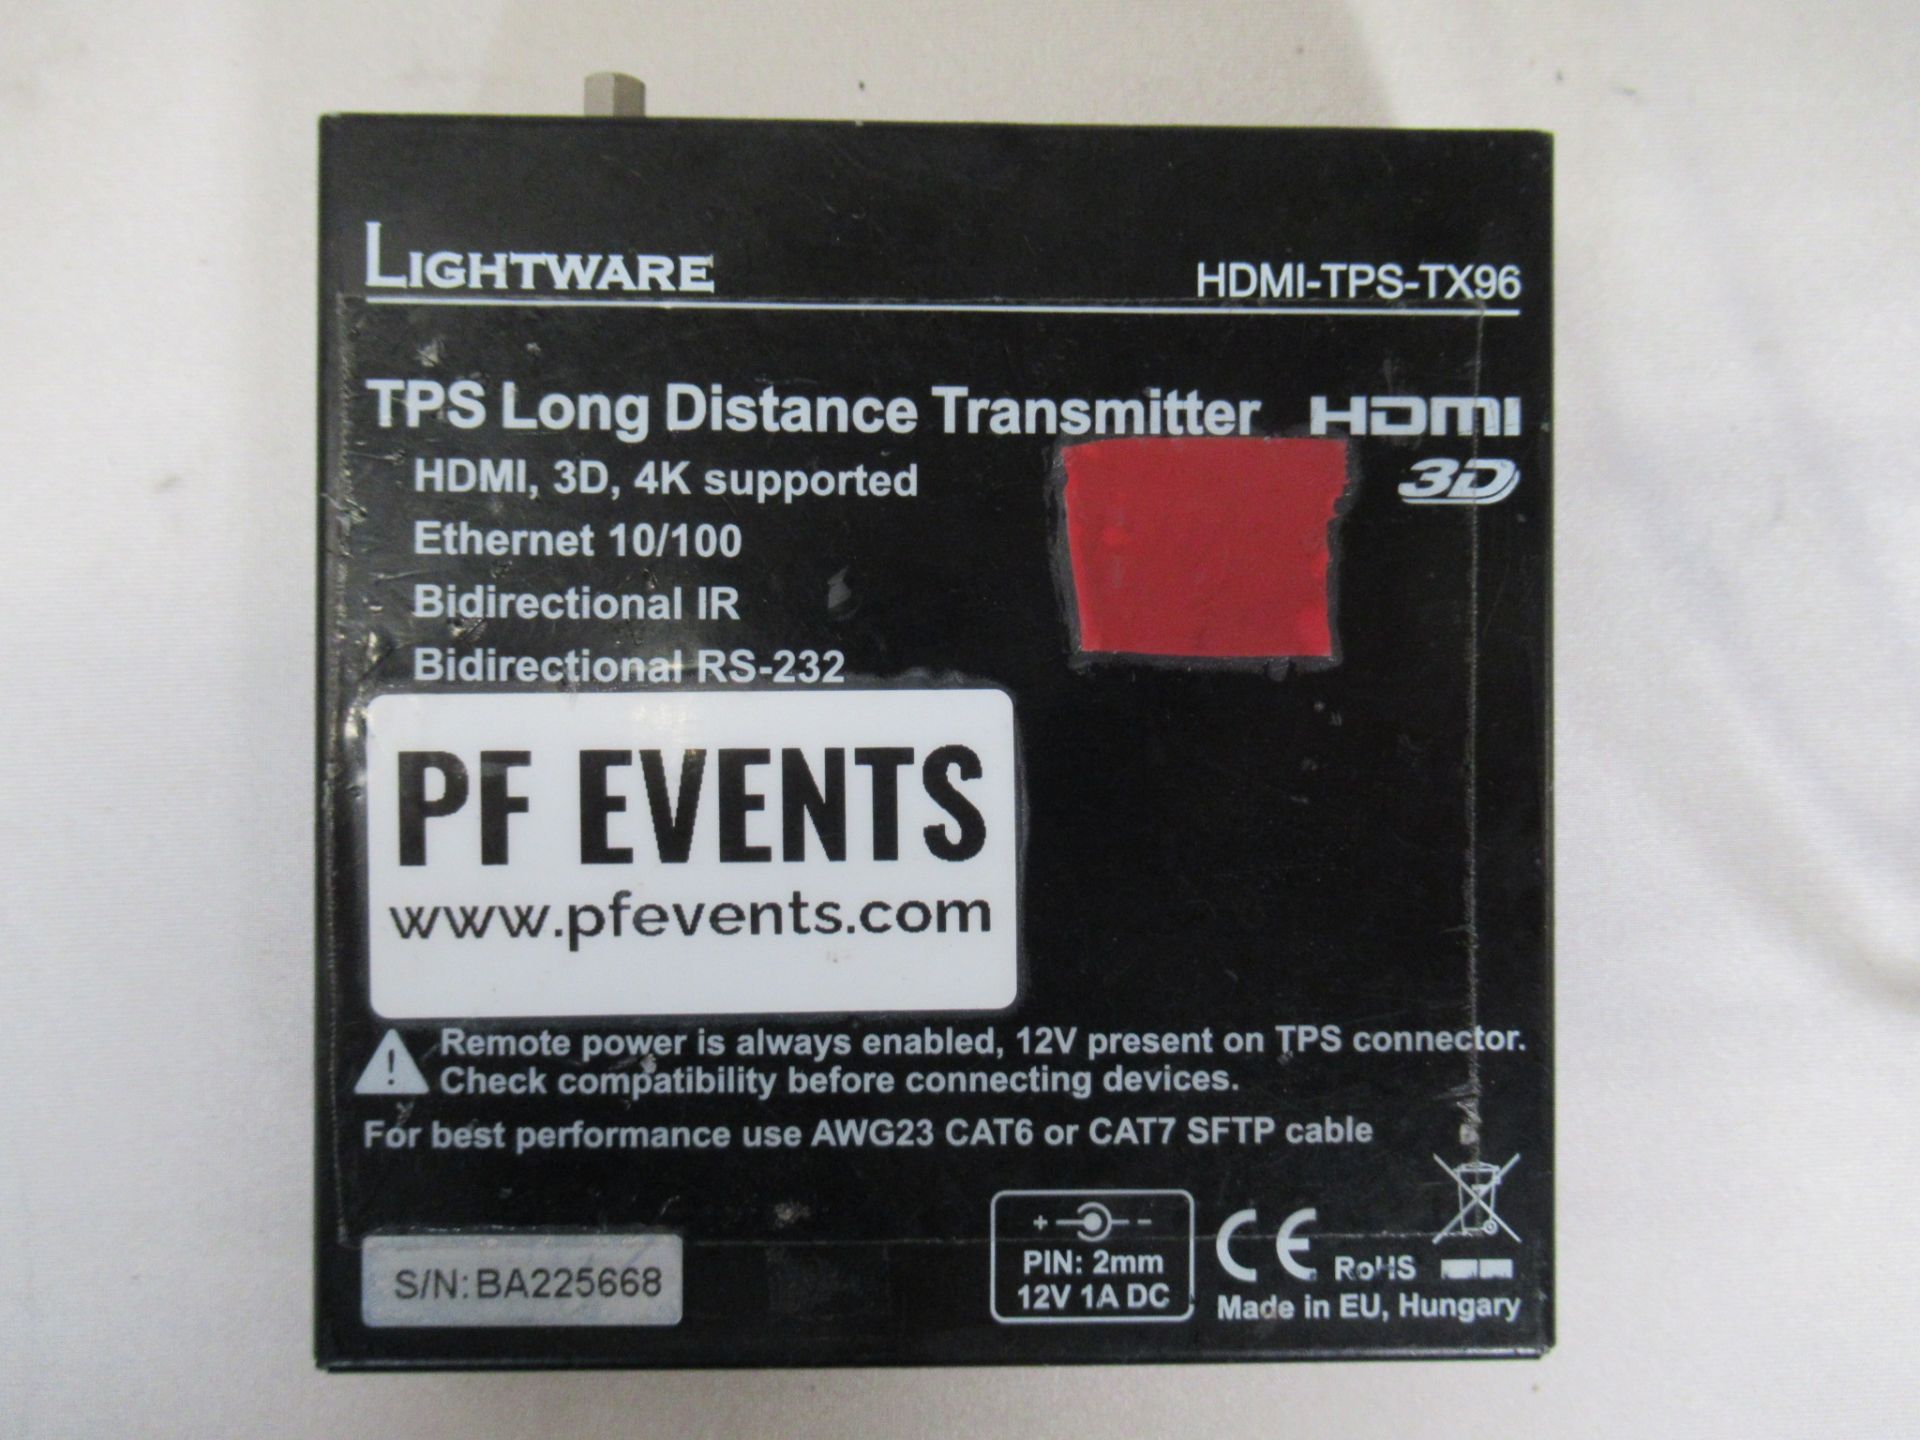 LIGHTWARE HDMI-TPS-TX96
TPS Long Distance Transmitter HDMI
3D
HDMI, 3D, 4K supported
Ethernet 10/100
Bidirectional IR
Bidirectional RS-232
PF EVENTS
www.pfevents.com
! Remote power is always enabled, 12V present on TPS connector.
Check compatibility before connecting devices.
For best performance use AWG23 CAT6 or CAT7 SFTP cable
S/N: BA225668
+ -
PIN: 2mm
12V 1A DC
CE RoHS
Made in EU, Hungary